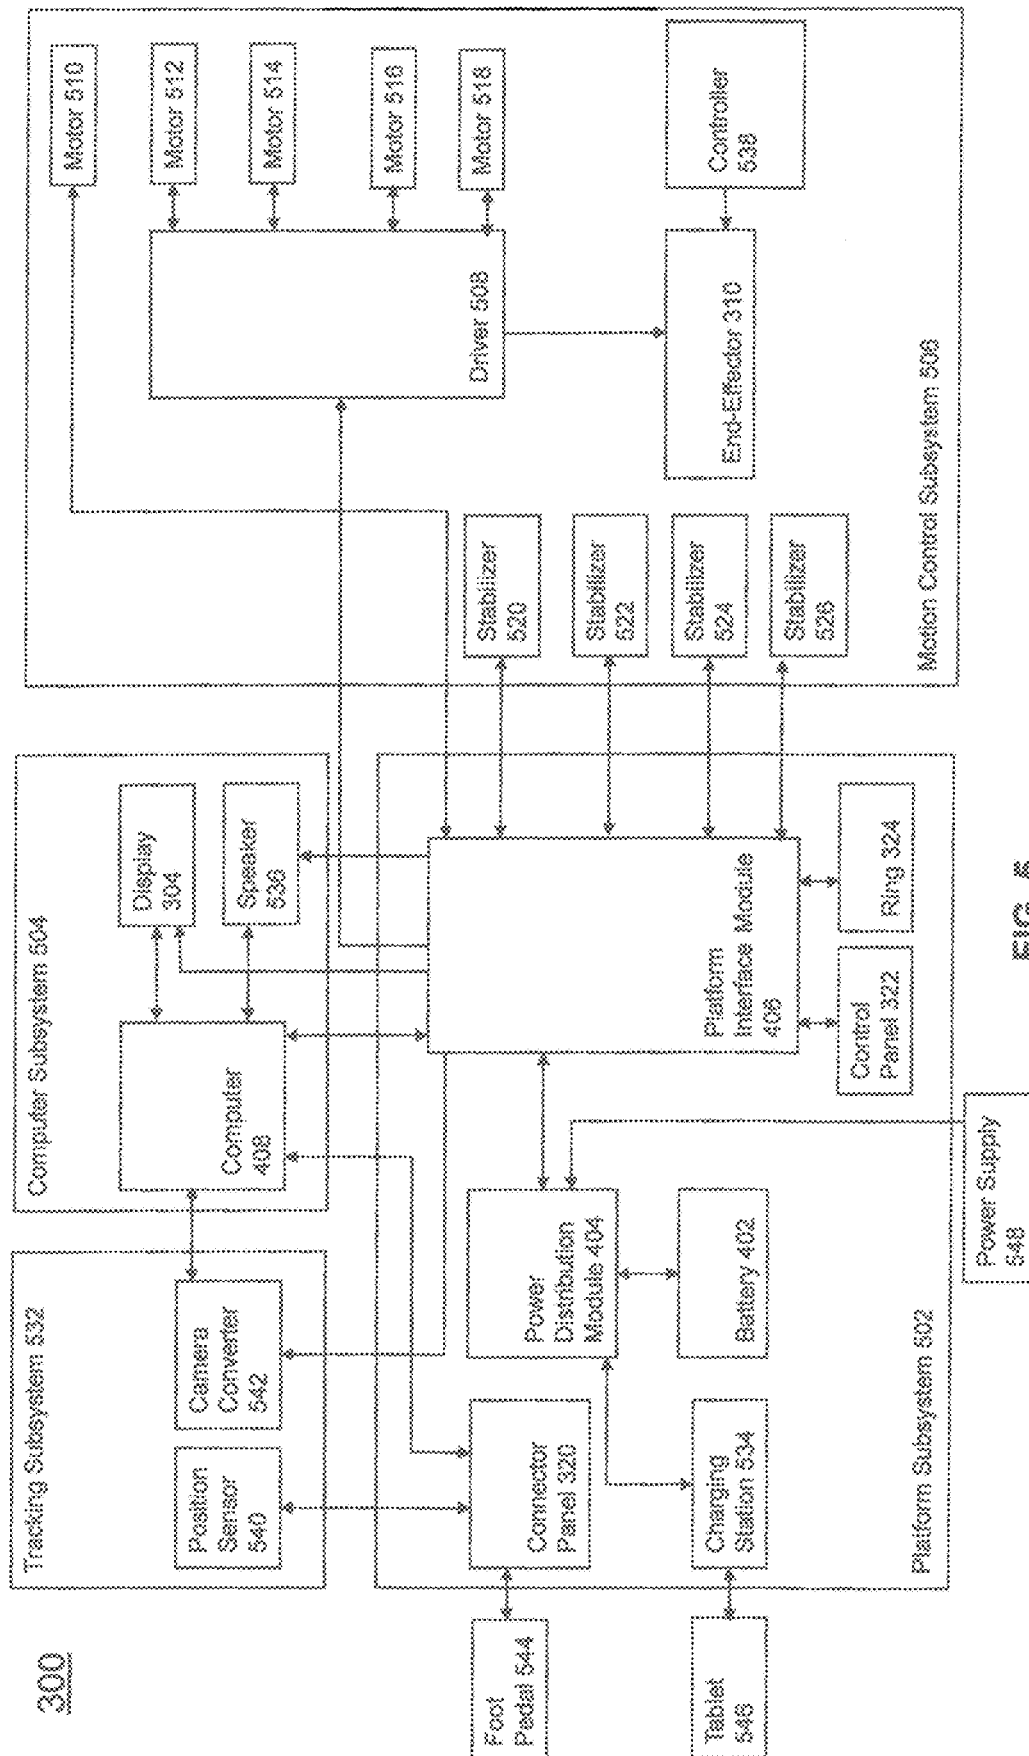 300
Tracking Subsystem 532
Position
Sensor
540
Camera
Converter
542
Computer Subsystem 504
Computer
408
Display
304
Speaker
536
Foot
Pedal 544
Tablet
546
Connector
Panel 320
Charging
Station 534
Power
Distribution
Module 404
Battery 402
Platform
Interface Module
406
Control
Panel 322
Ring 324
Platform Subsystem 502
Power Supply
548
Motor 510
Motor 512
Motor 514
Motor 516
Motor 518
Driver 508
Stabilizer
520
Stabilizer
522
Stabilizer
524
Stabilizer
526
End-Effector 310
Controller
538
Motion Control Subsystem 506
FIG. 5